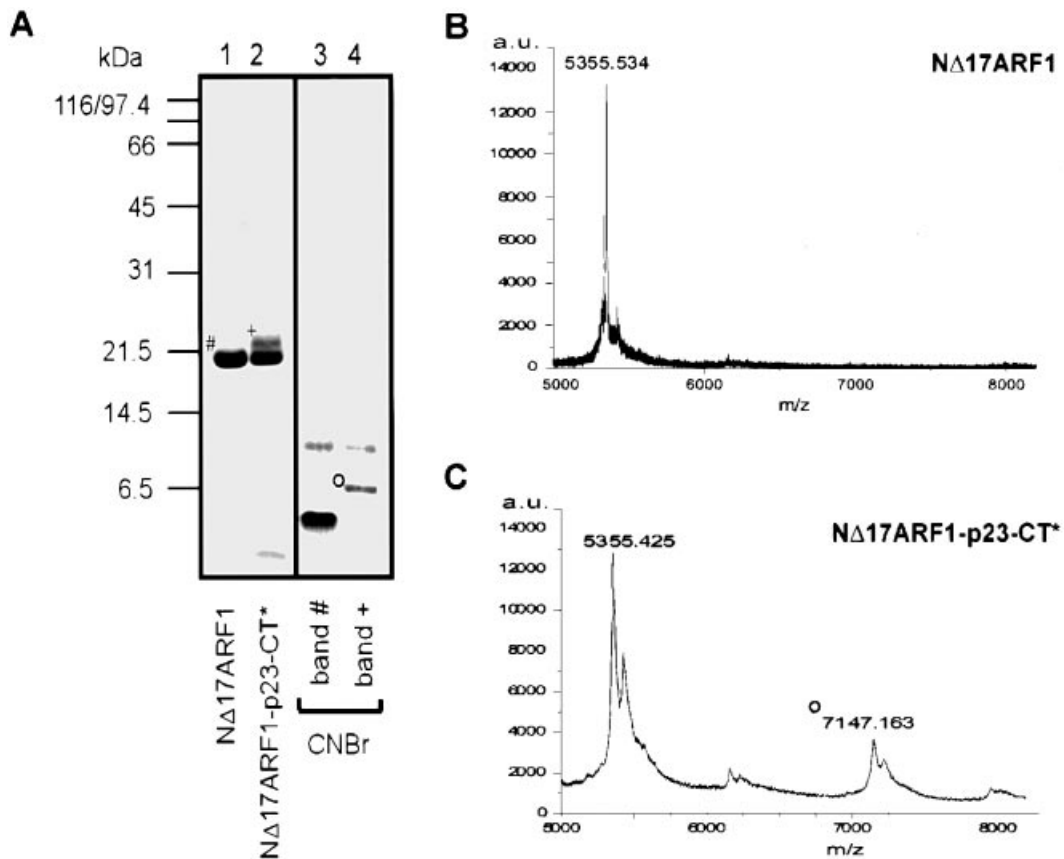 A
kDa
1 2 3 4
116/97.4
66
45
31
#
+
21.5
14.5
o
6.5
NΔ17ARF1
NΔ17ARF1-p23-CT*
band #
band +
CNBr
B
a.u.
14000
12000
10000
8000
6000
4000
2000
0
5355.534
NΔ17ARF1
5000 6000 7000 8000
m/z
C
a.u.
14000
12000
10000
8000
6000
4000
2000
0
5355.425
NΔ17ARF1-p23-CT*
o
7147.163
5000 6000 7000 8000
m/z